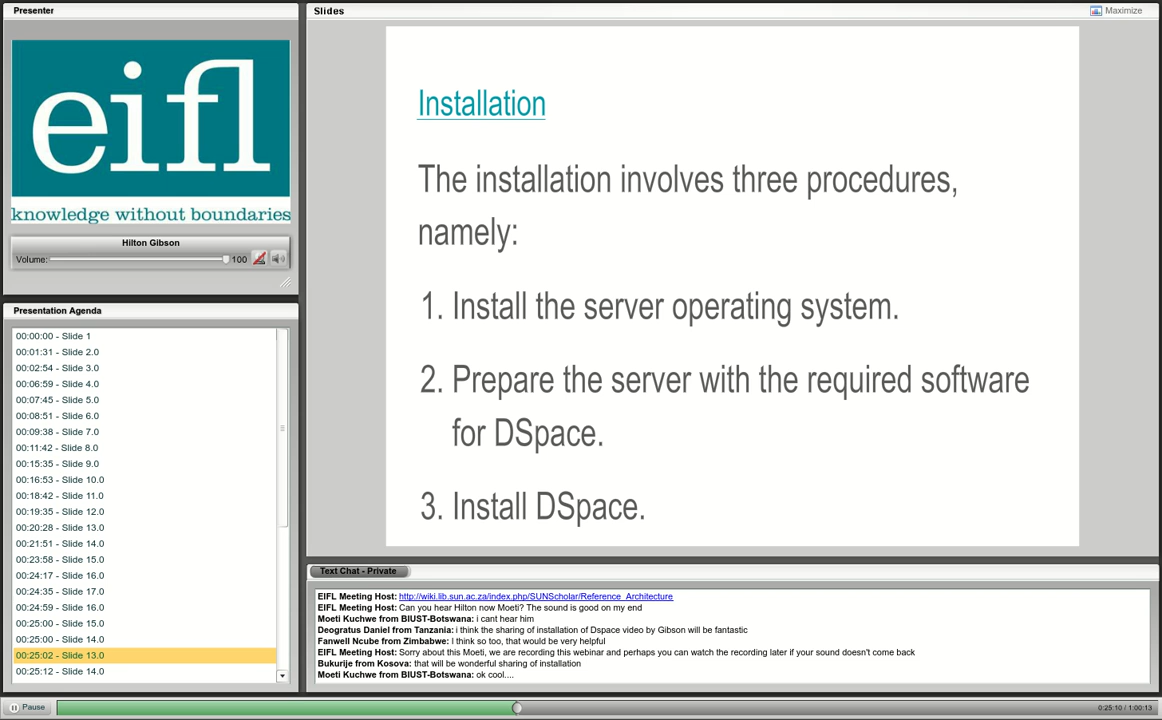 Presenter
eifl
knowledge without boundaries
Hilton Gibson
Volume: 100
Presentation Agenda
00:00:00 - Slide 1
00:01:31 - Slide 2.0
00:02:54 - Slide 3.0
00:06:59 - Slide 4.0
00:07:45 - Slide 5.0
00:08:51 - Slide 6.0
00:09:38 - Slide 7.0
00:11:42 - Slide 8.0
00:15:35 - Slide 9.0
00:16:53 - Slide 10.0
00:18:42 - Slide 11.0
00:19:35 - Slide 12.0
00:20:28 - Slide 13.0
00:21:51 - Slide 14.0
00:23:58 - Slide 15.0
00:24:17 - Slide 16.0
00:24:35 - Slide 17.0
00:24:59 - Slide 16.0
00:25:00 - Slide 15.0
00:25:00 - Slide 14.0
00:25:02 - Slide 13.0
00:25:12 - Slide 14.0
Slides
Maximize
Installation
The installation involves three procedures,
namely:
1. Install the server operating system.
2. Prepare the server with the required software
for DSpace.
3. Install DSpace.
Text Chat - Private
EIFL Meeting Host: http://wiki.lib.sun.ac.za/index.php/SUNScholar/Reference_Architecture
EIFL Meeting Host: Can you hear Hilton now Moeti? The sound is good on my end
Moeti Kuchwe from BIUST-Botswana: i cant hear him
Deogratus Daniel from Tanzania: i think the sharing of installation of Dspace video by Gibson will be fantastic
Fanwell Ncube from Zimbabwe: I think so too, that would be very helpful
EIFL Meeting Host: Sorry about this Moeti, we are recording this webinar and perhaps you can watch the recording later if your sound doesn't come back
Bukurije from Kosova: that will be wonderful sharing of installation
Moeti Kuchwe from BIUST-Botswana: ok cool....
Pause
0:25:10 / 1:00:13